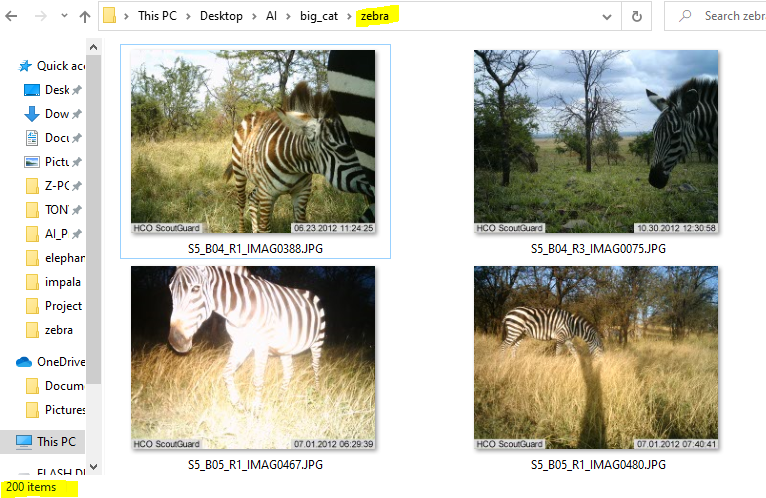 This PC > Desktop > AI > big_cat > zebra
Search zebr
Quick acc
Desk
Dow
Docu
Pictu
Z-PC
TON
AI_P
elephan
impala
Project
zebra
OneDrive
Docum
Pictures
This PC
FLASH DI
200 items
HCO ScoutGuard 06.23.2012 11:24:25
S5_B04_R1_IMAG0388.JPG
HCO ScoutGuard 10.30.2012 12:30:58
S5_B04_R3_IMAG0075.JPG
HCO ScoutGuard 07.01.2012 06:29:39
S5_B05_R1_IMAG0467.JPG
HCO ScoutGuard 07.01.2012 07:40:41
S5_B05_R1_IMAG0480.JPG